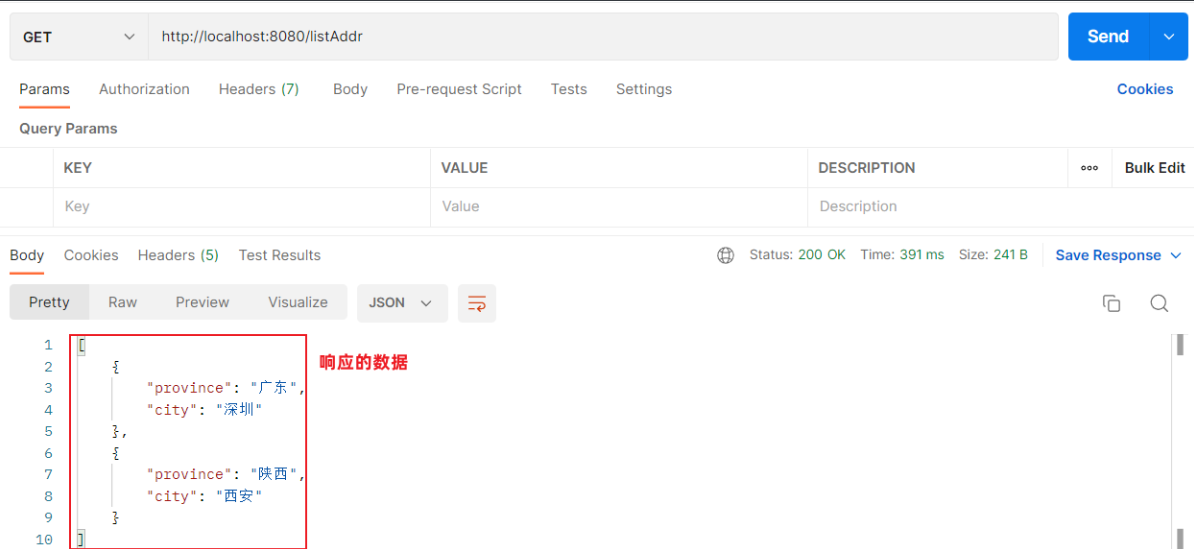 GET http://localhost:8080/listAddr Send
Params Authorization Headers (7) Body Pre-request Script Tests Settings Cookies
Query Params
KEY VALUE DESCRIPTION ooo Bulk Edit
Key Value Description
Body Cookies Headers (5) Test Results Status: 200 OK Time: 391 ms Size: 241 B Save Response
Pretty Raw Preview Visualize JSON
1 [
响应的数据
2 {
3 "province": "广东",
4 "city": "深圳"
5 },
6 {
7 "province": "陕西",
8 "city": "西安"
9 }
10 ]